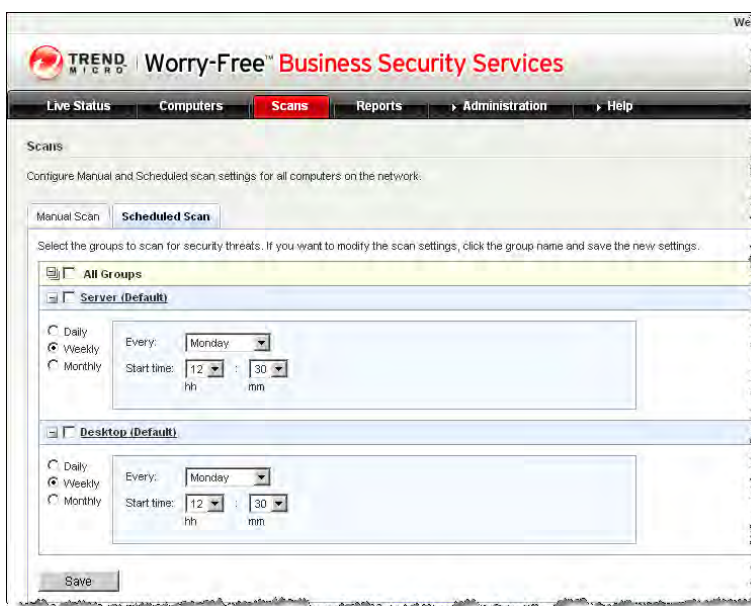 We
TREND MICRO Worry-Free™ Business Security Services
Live Status Computers Scans Reports Administration Help
Scans
Configure Manual and Scheduled scan settings for all computers on the network.
Manual Scan Scheduled Scan
Select the groups to scan for security threats. If you want to modify the scan settings, click the group name and save the new settings.
All Groups
Server (Default)
Daily
Weekly
Monthly
Every: Monday
Start time: 12 : 30
hh mm
Desktop (Default)
Daily
Weekly
Monthly
Every: Monday
Start time: 12 : 30
hh mm
Save